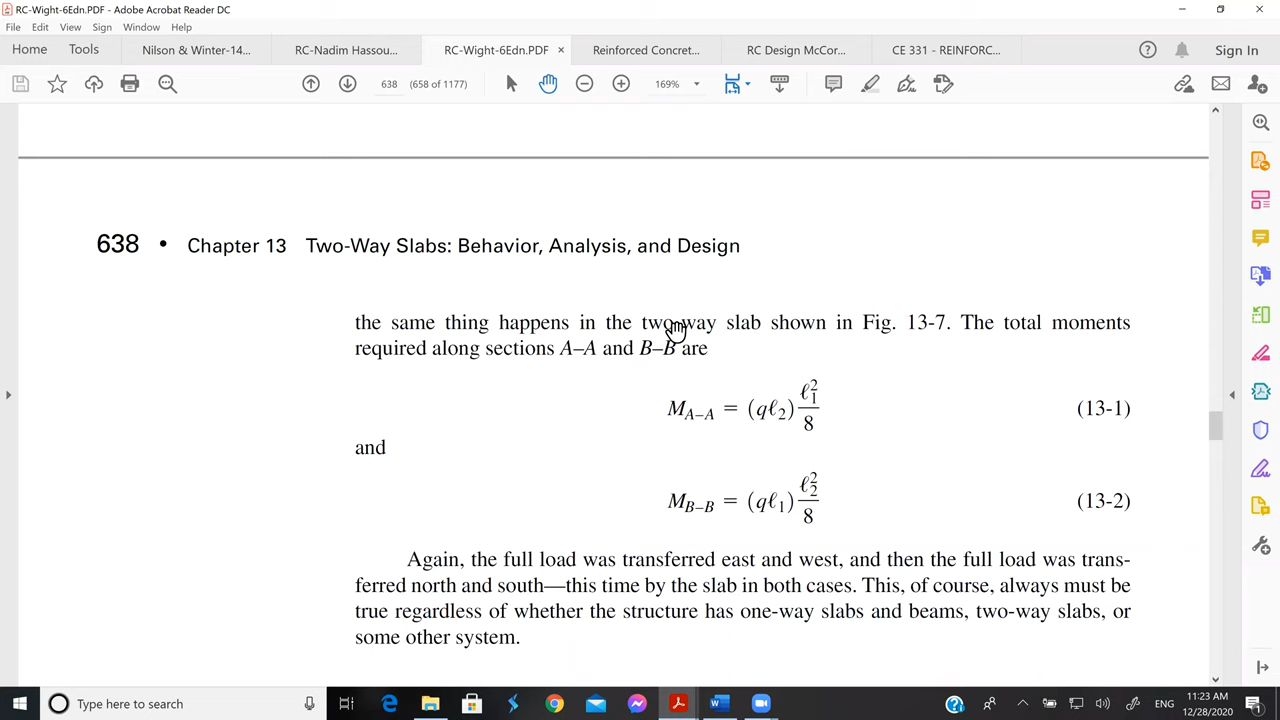 RC-Wight-6Edn.PDF - Adobe Acrobat Reader DC
File Edit View Sign Window Help
Home Tools Nilson & Winter-14... RC-Nadim Hassou... RC-Wight-6Edn.PDF × Reinforced Concret... RC Design McCor... CE 331 - REINFORC... Sign In
638 (658 of 1177) 169%
638 • Chapter 13 Two-Way Slabs: Behavior, Analysis, and Design
the same thing happens in the two-way slab shown in Fig. 13-7. The total moments
required along sections A–A and B–B are
M_{A–A} = (qℓ_2) ℓ_1^2 / 8 (13-1)
and
M_{B–B} = (qℓ_1) ℓ_2^2 / 8 (13-2)
Again, the full load was transferred east and west, and then the full load was trans-
ferred north and south—this time by the slab in both cases. This, of course, always must be
true regardless of whether the structure has one-way slabs and beams, two-way slabs, or
some other system.
Type here to search
ENG
11:23 AM
12/28/2020